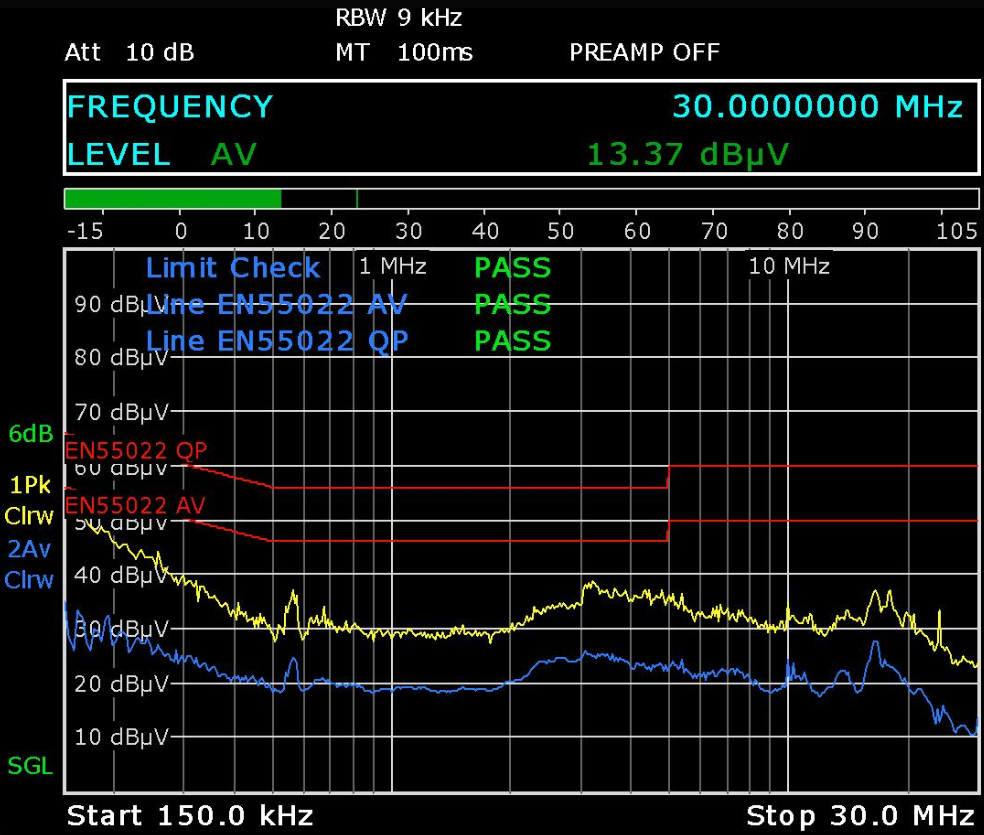 RBW 9 kHz
Att 10 dB MT 100ms PREAMP OFF
FREQUENCY 30.0000000 MHz
LEVEL AV 13.37 dBµV
-15 0 10 20 30 40 50 60 70 80 90 105
Limit Check 1 MHz PASS 10 MHz
90 dBµV Line EN55022 AV PASS
Line EN55022 QP PASS
80 dBµV
70 dBµV
6dB
EN55022 QP
60 dBµV
1Pk
EN55022 AV
Clrw
50 dBµV
2Av
40 dBµV
Clrw
30 dBµV
20 dBµV
10 dBµV
SGL
Start 150.0 kHz Stop 30.0 MHz